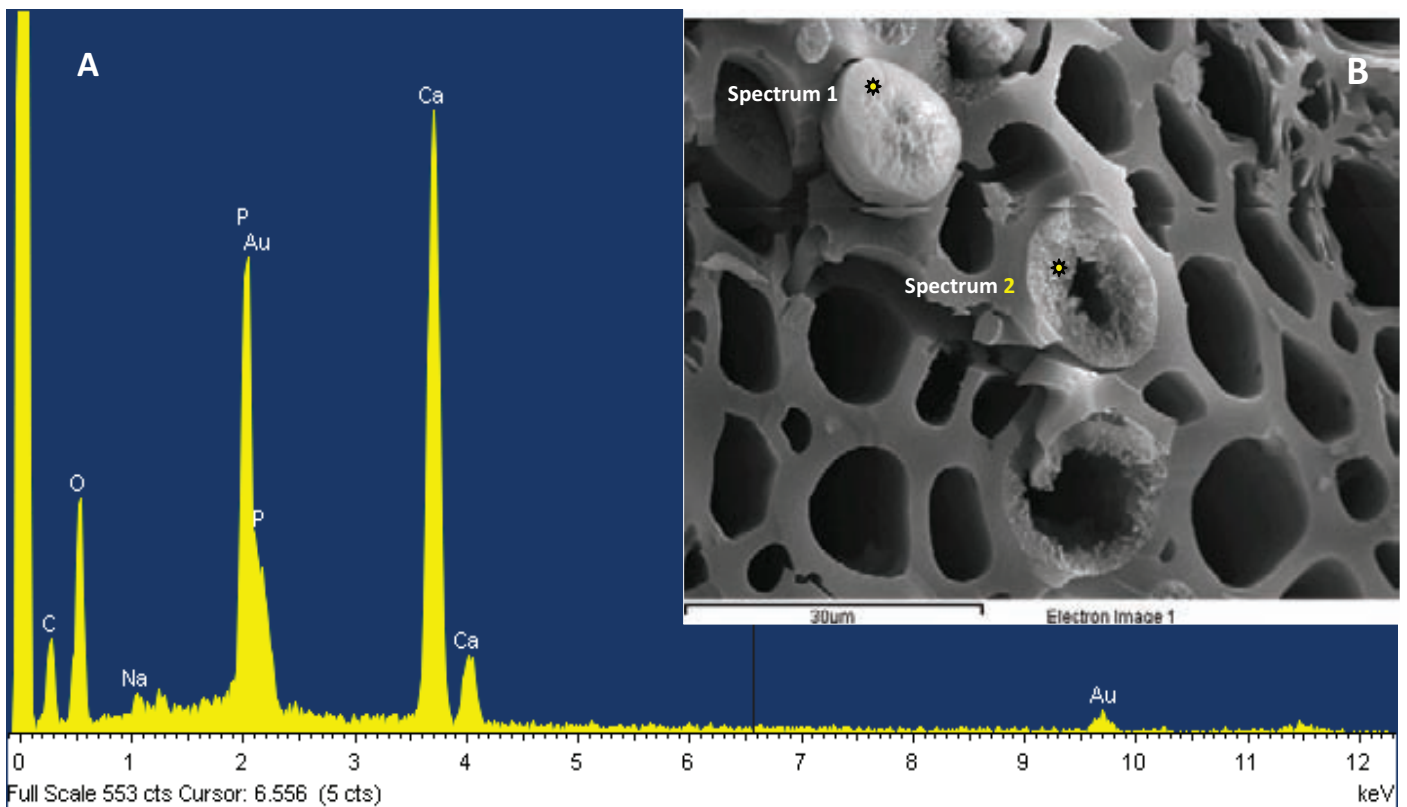 A
B
Spectrum 1
Spectrum 2
30µm
Electron Image 1
Ca
P
Au
P
O
C
Na
Ca
Au
0 1 2 3 4 5 6 7 8 9 10 11 12
Full Scale 553 cts Cursor: 6.556 (5 cts)
keV